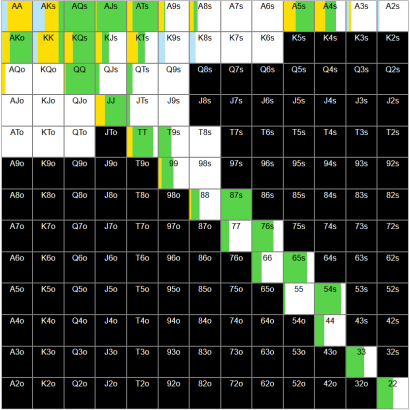 AA AKs AQs AJs ATs A9s A8s A7s A6s A5s A4s A3s A2s
AKo KK KQs KJs KTs K9s K8s K7s K6s K5s K4s K3s K2s
AQo KQo QQ QJs QTs Q9s Q8s Q7s Q6s Q5s Q4s Q3s Q2s
AJo KJo QJo JJ JTs J9s J8s J7s J6s J5s J4s J3s J2s
ATo KTo QTo JTo TT T9s T8s T7s T6s T5s T4s T3s T2s
A9o K9o Q9o J9o T9o 99 98s 97s 96s 95s 94s 93s 92s
A8o K8o Q8o J8o T8o 98o 88 87s 86s 85s 84s 83s 82s
A7o K7o Q7o J7o T7o 97o 87o 77 76s 75s 74s 73s 72s
A6o K6o Q6o J6o T6o 96o 86o 76o 66 65s 64s 63s 62s
A5o K5o Q5o J5o T5o 95o 85o 75o 65o 55 54s 53s 52s
A4o K4o Q4o J4o T4o 94o 84o 74o 64o 54o 44 43s 42s
A3o K3o Q3o J3o T3o 93o 83o 73o 63o 53o 43o 33 32s
A2o K2o Q2o J2o T2o 92o 82o 72o 62o 52o 42o 32o 22